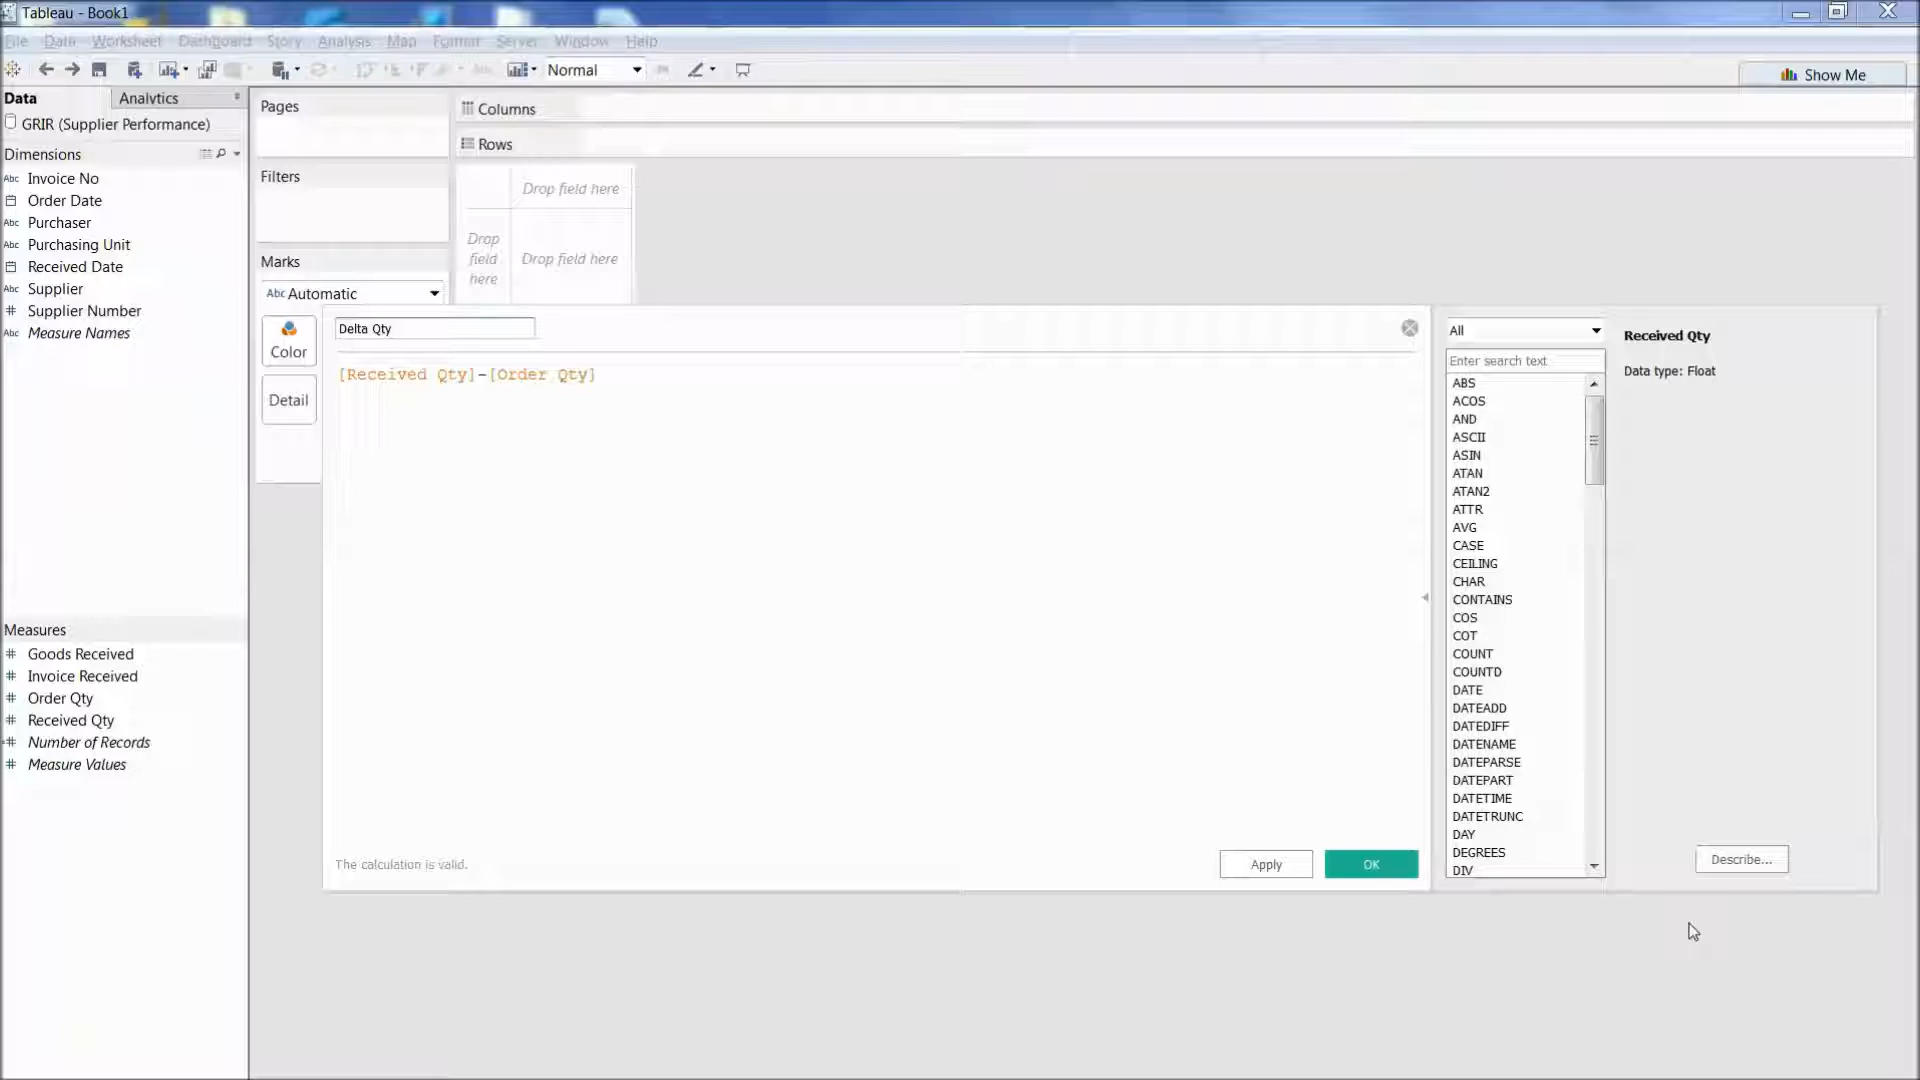 Tableau - Book1
File Data Worksheet Dashboard Story Analysis Map Format Server Window Help
Normal
Show Me
Data
Analytics
GRIR (Supplier Performance)
Dimensions
Abc Invoice No
Order Date
Abc Purchaser
Abc Purchasing Unit
Received Date
Abc Supplier
# Supplier Number
Abc Measure Names
Measures
# Goods Received
# Invoice Received
# Order Qty
# Received Qty
=# Number of Records
# Measure Values
Pages
Filters
Marks
Abc Automatic
Color
Detail
Columns
Rows
Drop field here
Drop
field
here
Drop field here
Delta Qty
[Received Qty]-[Order Qty]
The calculation is valid.
Apply
OK
All
Enter search text
ABS
ACOS
AND
ASCII
ASIN
ATAN
ATAN2
ATTR
AVG
CASE
CEILING
CHAR
CONTAINS
COS
COT
COUNT
COUNTD
DATE
DATEADD
DATEDIFF
DATENAME
DATEPARSE
DATEPART
DATETIME
DATETRUNC
DAY
DEGREES
DIV
Received Qty
Data type: Float
Describe...